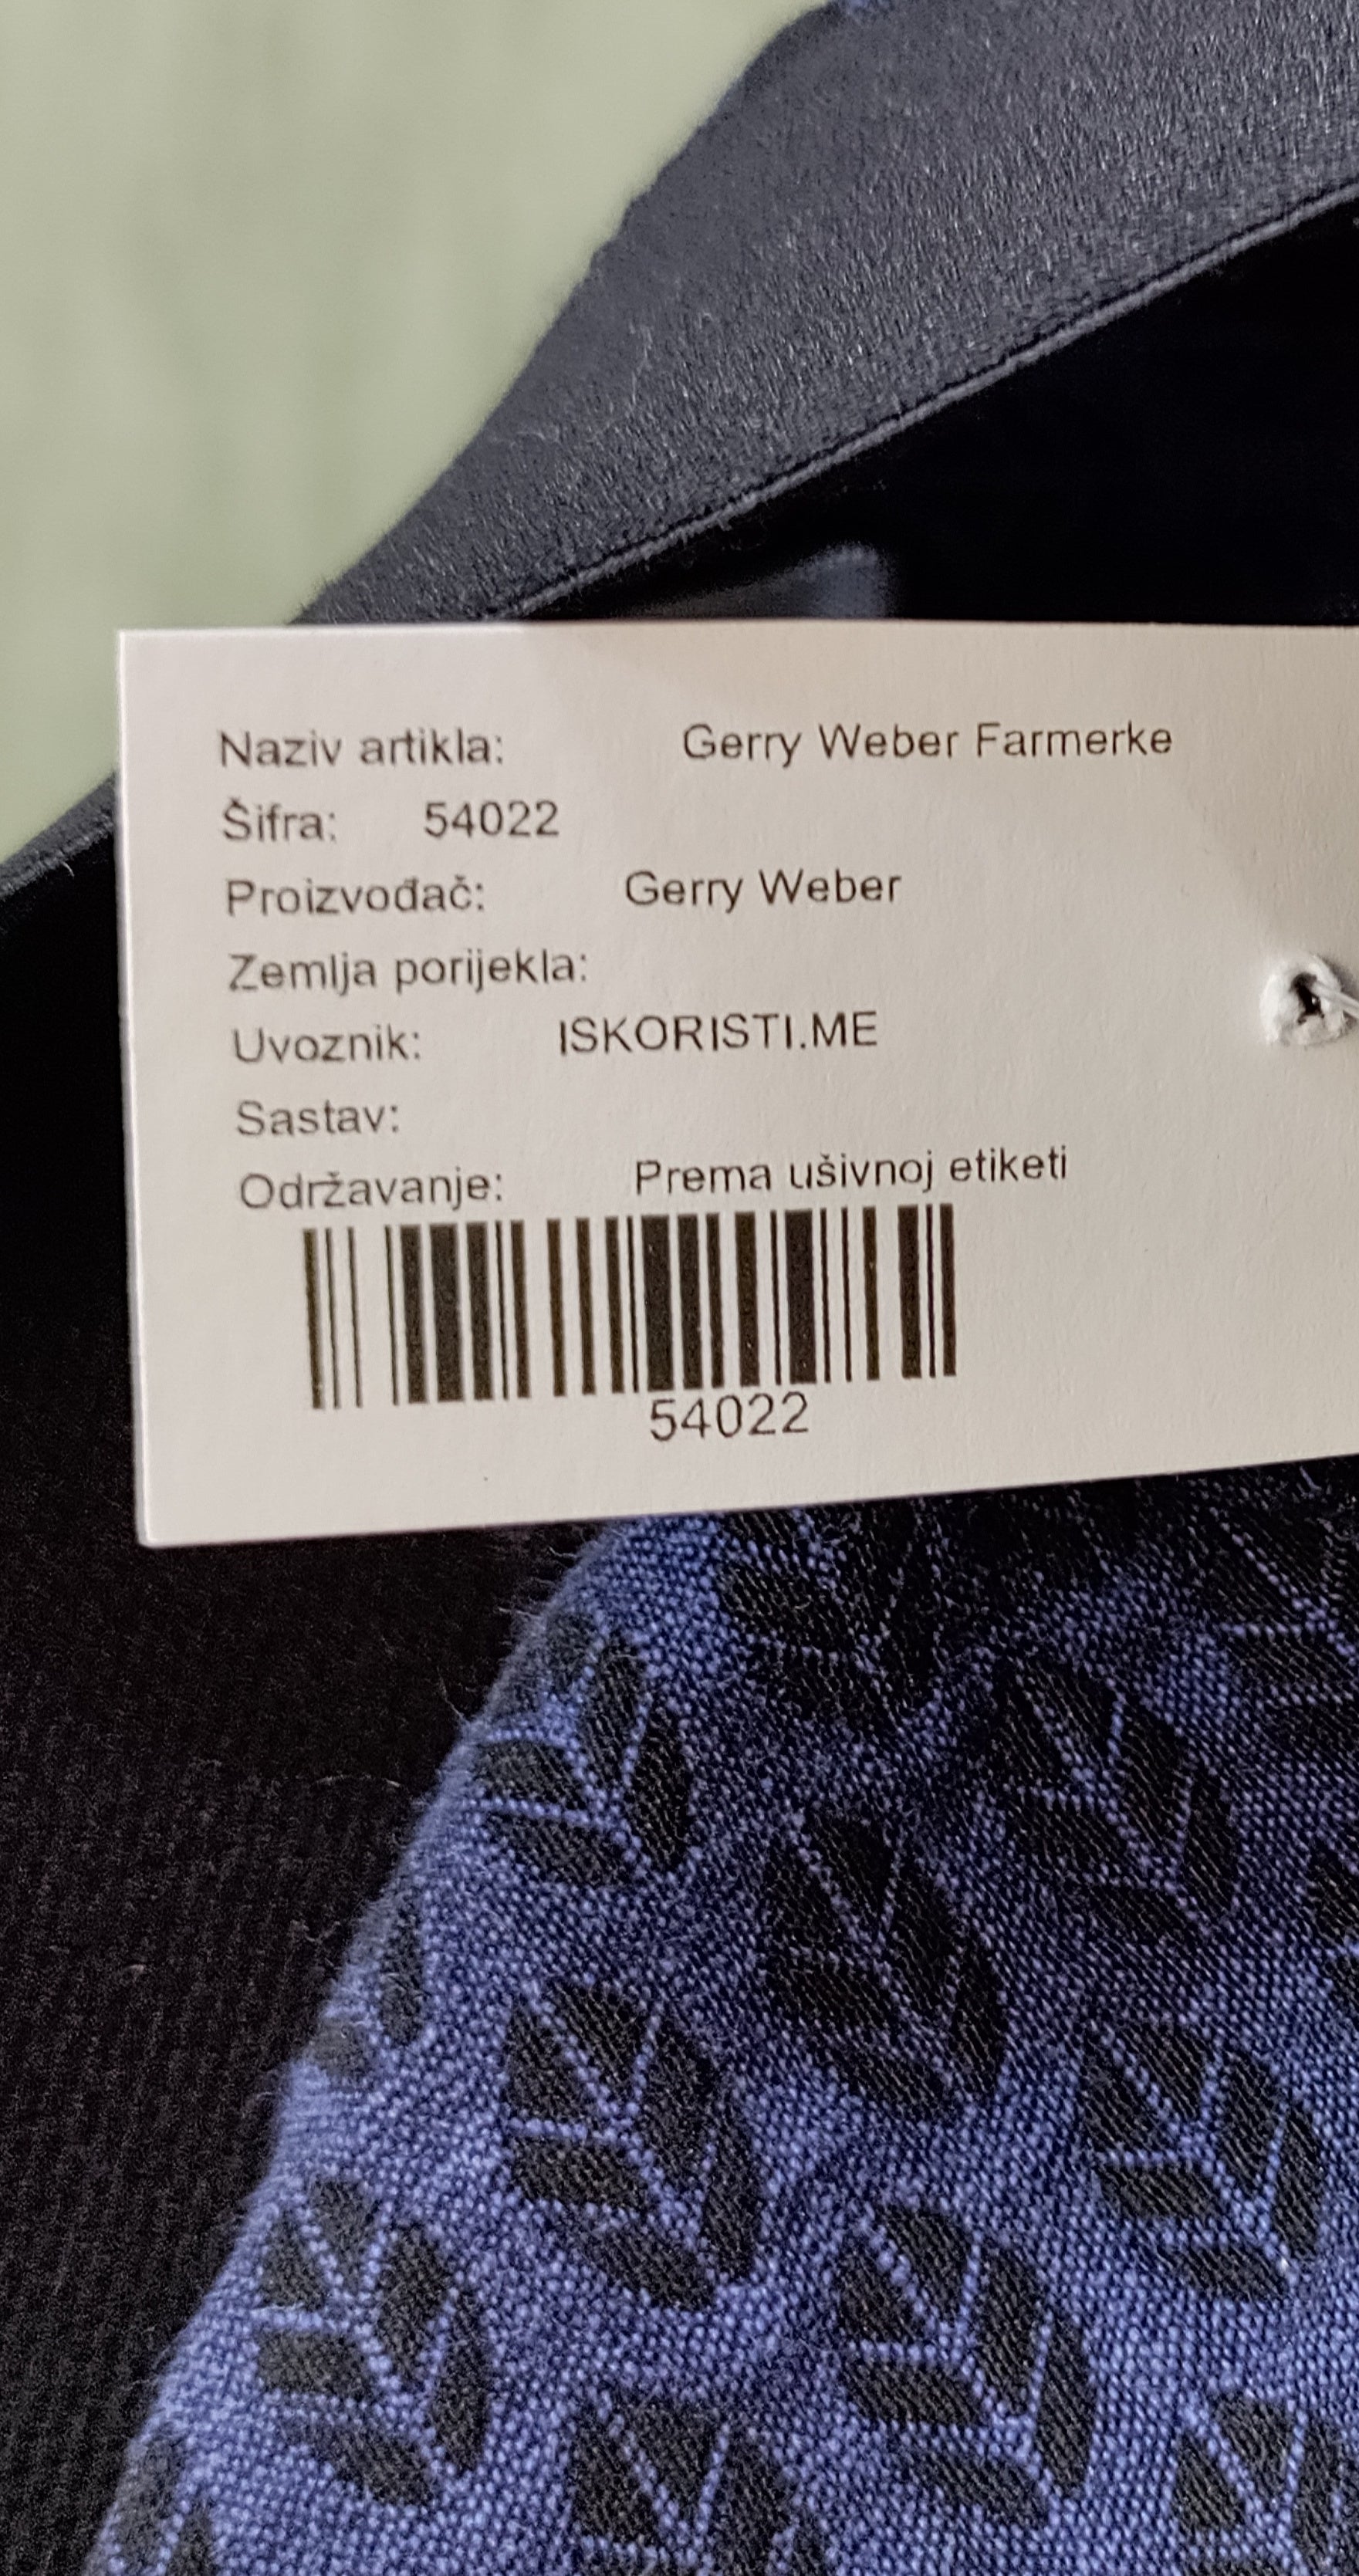 Naziv artikla: Gerry Weber Farmerke
Šifra: 54022
Proizvođač: Gerry Weber
Zemlja porijekla:
Uvoznik: ISKORISTI.ME
Sastav:
Održavanje: Prema ušivnoj etiketi
54022